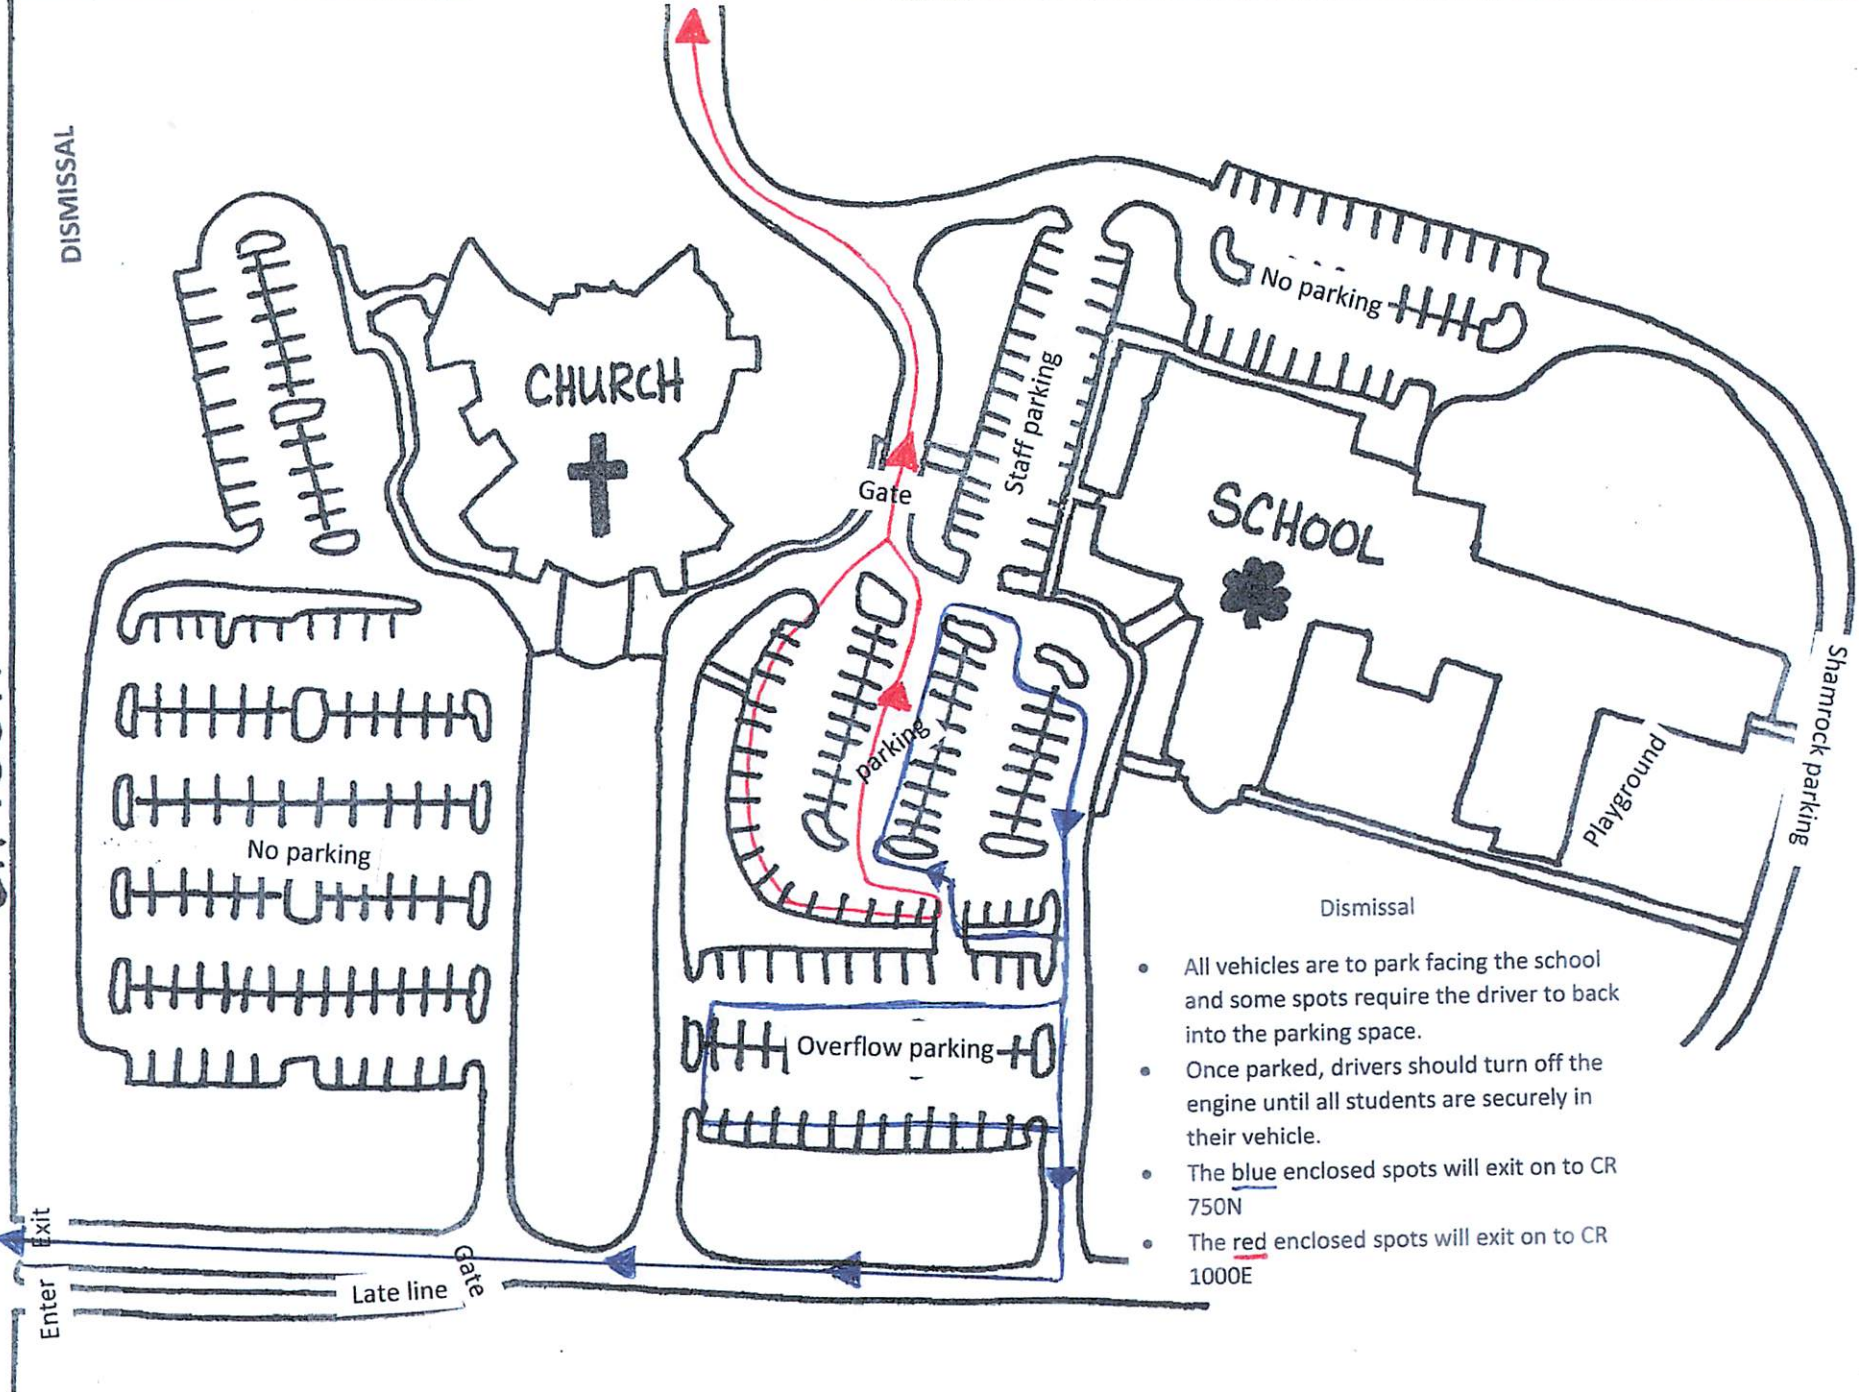 DISMISSAL
CHURCH
SCHOOL
No parking
Staff parking
Gate
parking
Shamrock parking
Playground
No parking
Overflow parking
Dismissal
• All vehicles are to park facing the school
and some spots require the driver to back
into the parking space.
• Once parked, drivers should turn off the
engine until all students are securely in
their vehicle.
• The blue enclosed spots will exit on to CR
750N
• The red enclosed spots will exit on to CR
1000E
Exit
Enter
Gate
Late line